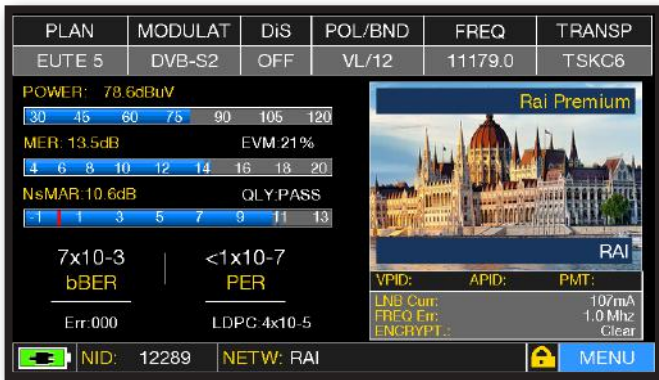 PLAN MODULAT DiS POL/BND FREQ TRANSP
EUTE 5 DVB-S2 OFF VL/12 11179.0 TSKC6
POWER: 78.6dBuV
30 45 60 75 90 105 120
MER: 13.5dB EVM:21%
4 6 8 10 12 14 16 18 20
NsMAR:10.6dB QLY:PASS
-1 1 3 5 7 9 11 13
7x10-3 <1x10-7
bBER PER
Err:000 LDPC:4x10-5
Rai Premium
RAI
VPID: APID: PMT:
LNB Curr: 107mA
FREQ Err: 1.0 Mhz
ENCRYPT.: Clear
NID: 12289 NETW: RAI MENU